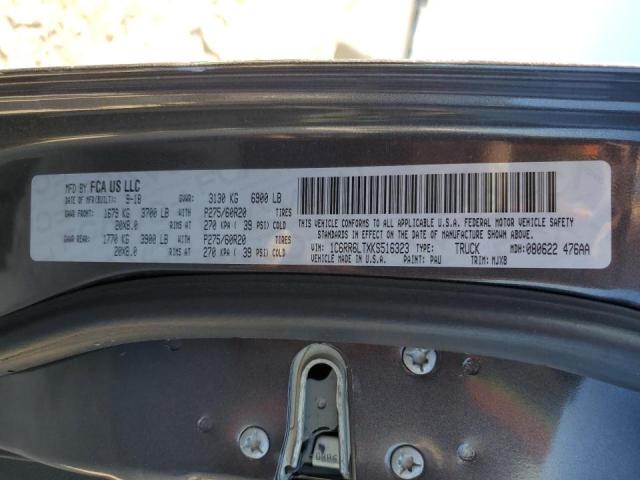 MFD BY FCA US LLC
DATE OF MFR(BUILT): 9-18 GVWR: 3130 KG 6900 LB
GAWR FRONT: 1679 KG 3700 LB WITH P275/60R20 TIRES
20X8.0 RIMS AT 270 KPA ( 39 PSI) COLD
GAWR REAR: 1770 KG 3900 LB WITH P275/60R20 TIRES
20X8.0 RIMS AT 270 KPA ( 39 PSI) COLD
THIS VEHICLE CONFORMS TO ALL APPLICABLE U.S.A. FEDERAL MOTOR VEHICLE SAFETY
STANDARDS IN EFFECT ON THE DATE OF MANUFACTURE SHOWN ABOVE.
VIN: 1C6RR6LTXKS516323 TYPE: TRUCK MDH: 080622 476AA
VEHICLE MADE IN U.S.A. PAINT: PAU TRIM: MJX8